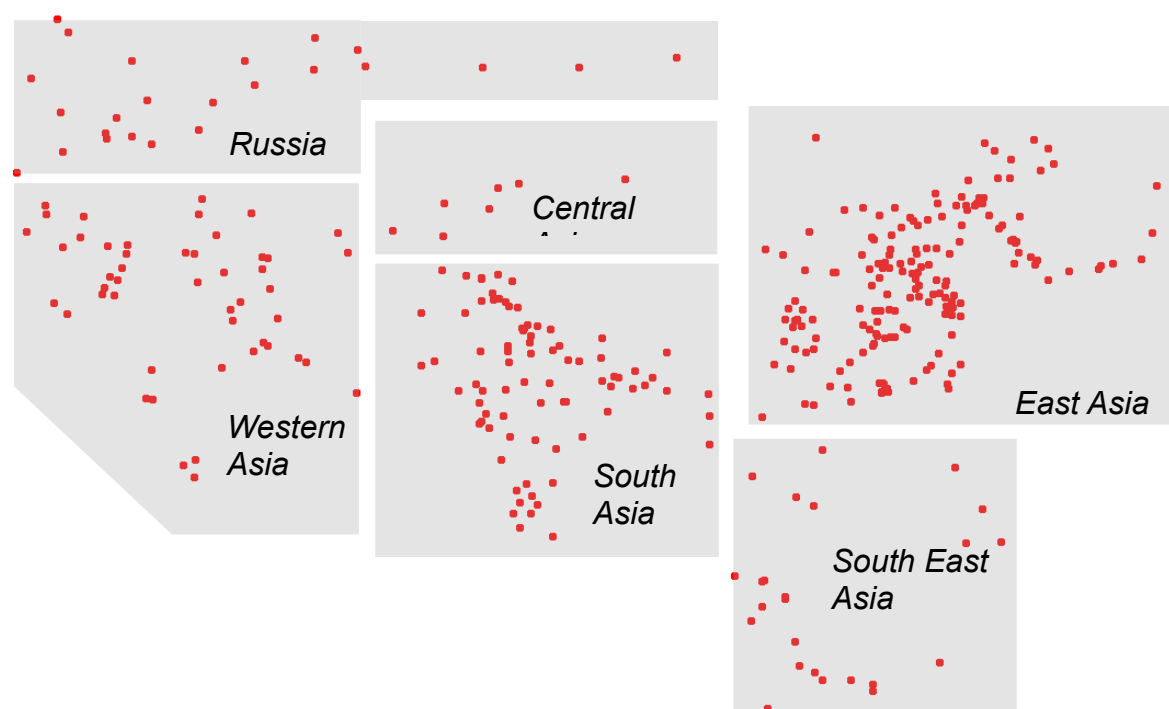 Russia
Central
East Asia
Western
Asia
South
Asia
South East
Asia